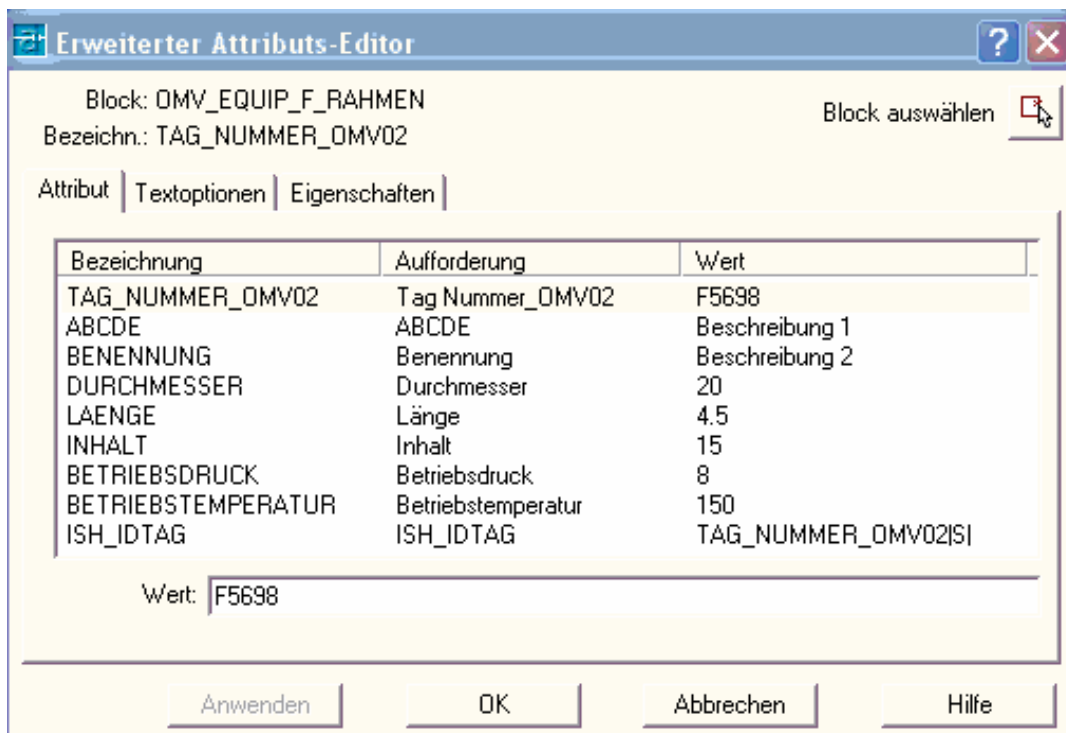 Erweiterter Attributs-Editor
Block: OMV_EQUIP_F_RAHMEN
Block auswählen
Bezeichn.: TAG_NUMMER_OMV02
Attribut Textoptionen Eigenschaften
Bezeichnung Aufforderung Wert
TAG_NUMMER_OMV02 Tag Nummer_OMV02 F5698
ABCDE ABCDE Beschreibung 1
BENENNUNG Benennung Beschreibung 2
DURCHMESSER Durchmesser 20
LAENGE Länge 4.5
INHALT Inhalt 15
BETRIEBSDRUCK Betriebsdruck 8
BETRIEBSTEMPERATUR Betriebstemperatur 150
ISH_IDTAG ISH_IDTAG TAG_NUMMER_OMV02|S|
Wert: F5698
Anwenden OK Abbrechen Hilfe